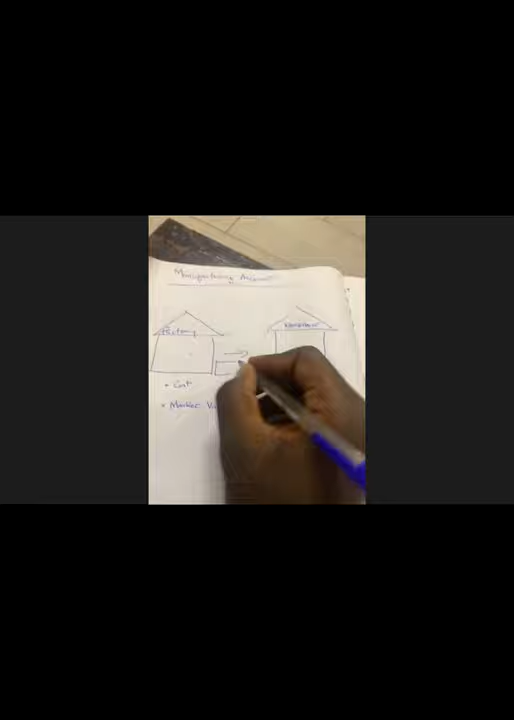 Manufacturing Account
Factory
Warehouse
• Cost
• Market